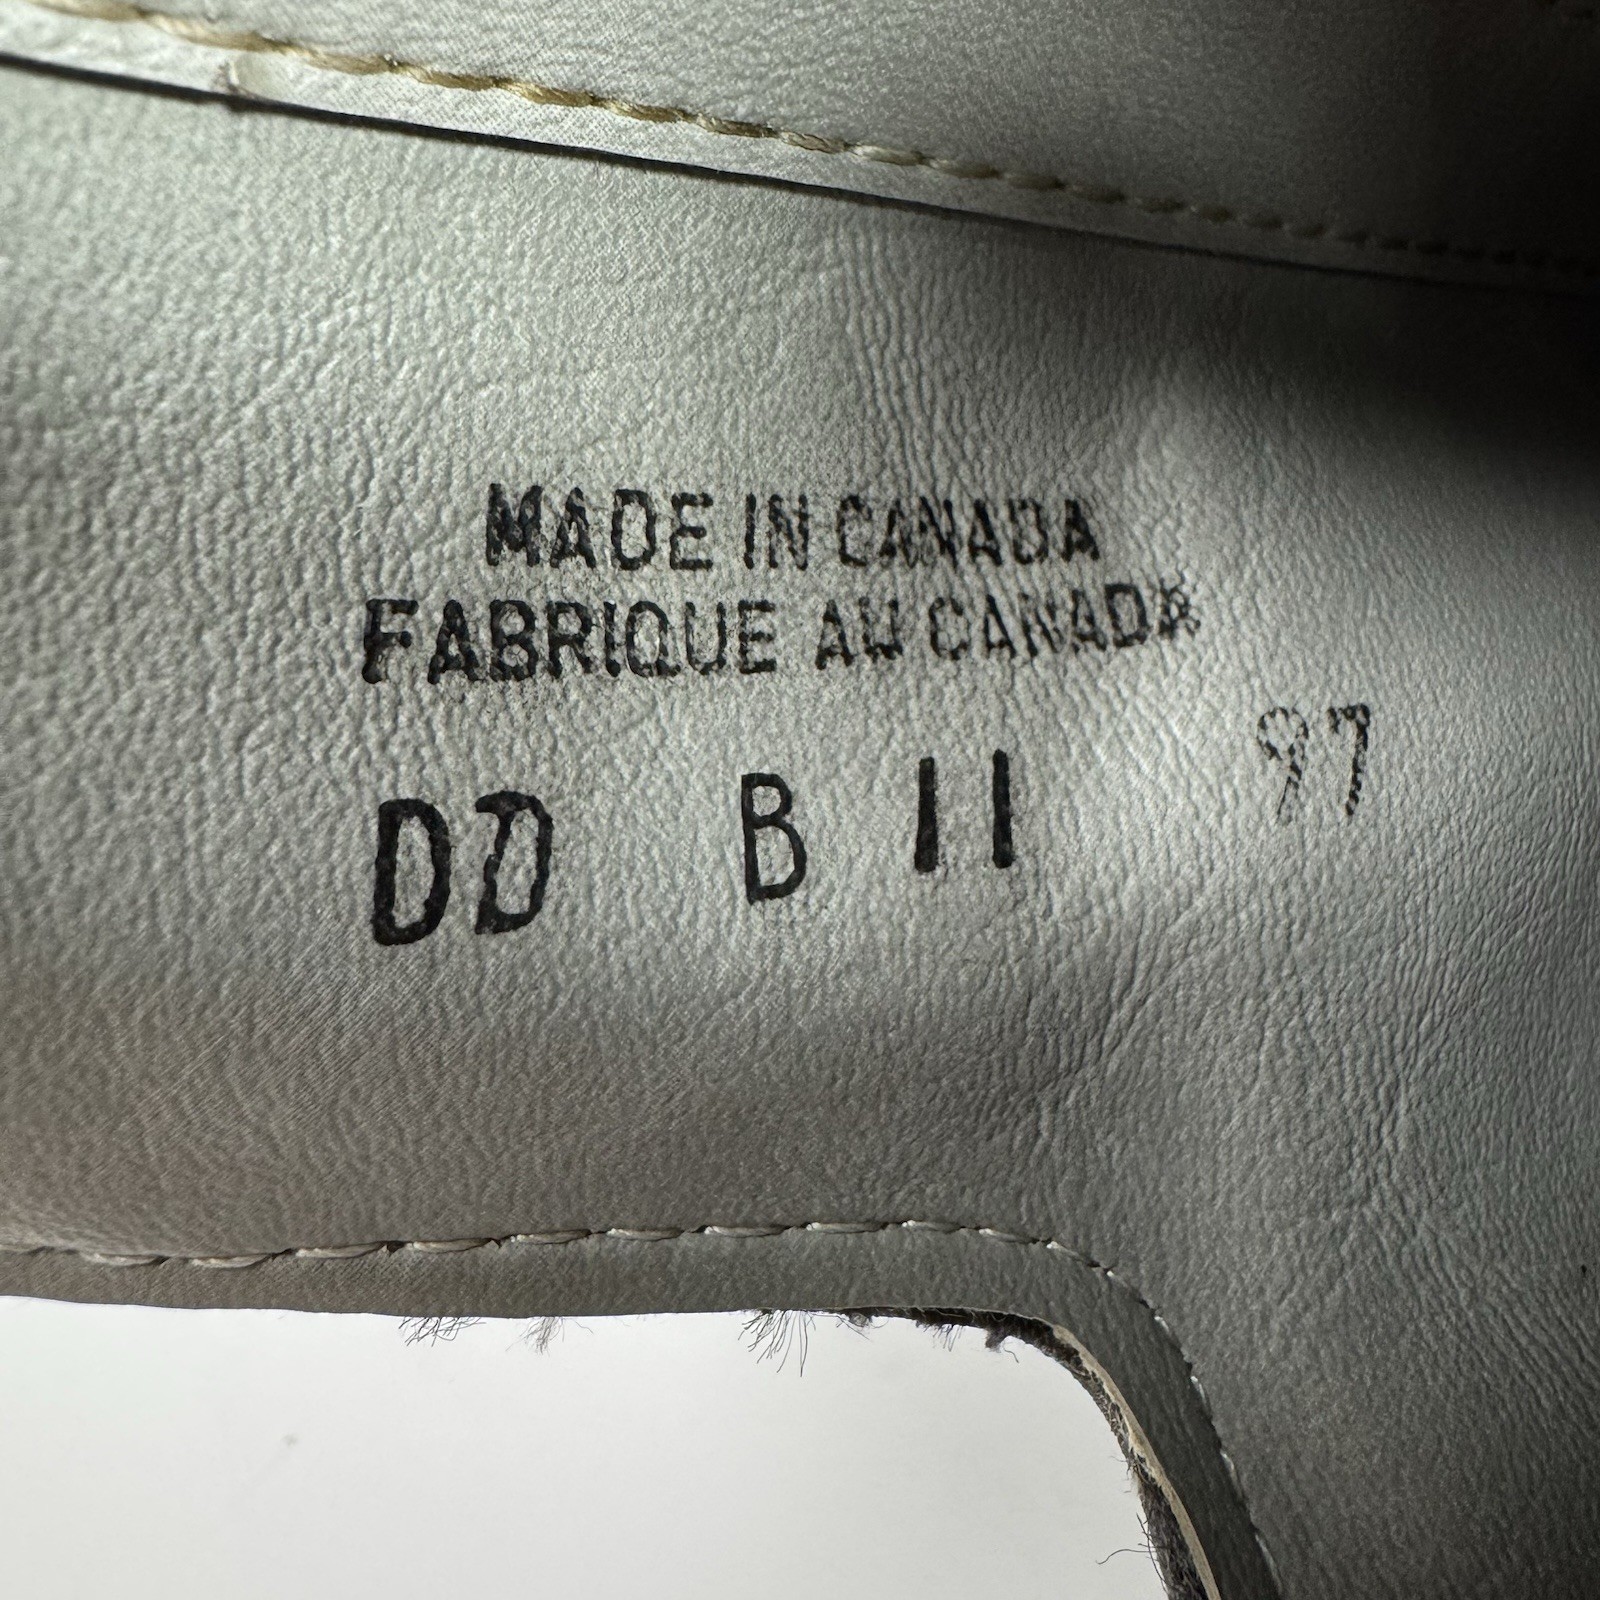 MADE IN CANADA
FABRIQUE AU CANADA
DD B 11 97